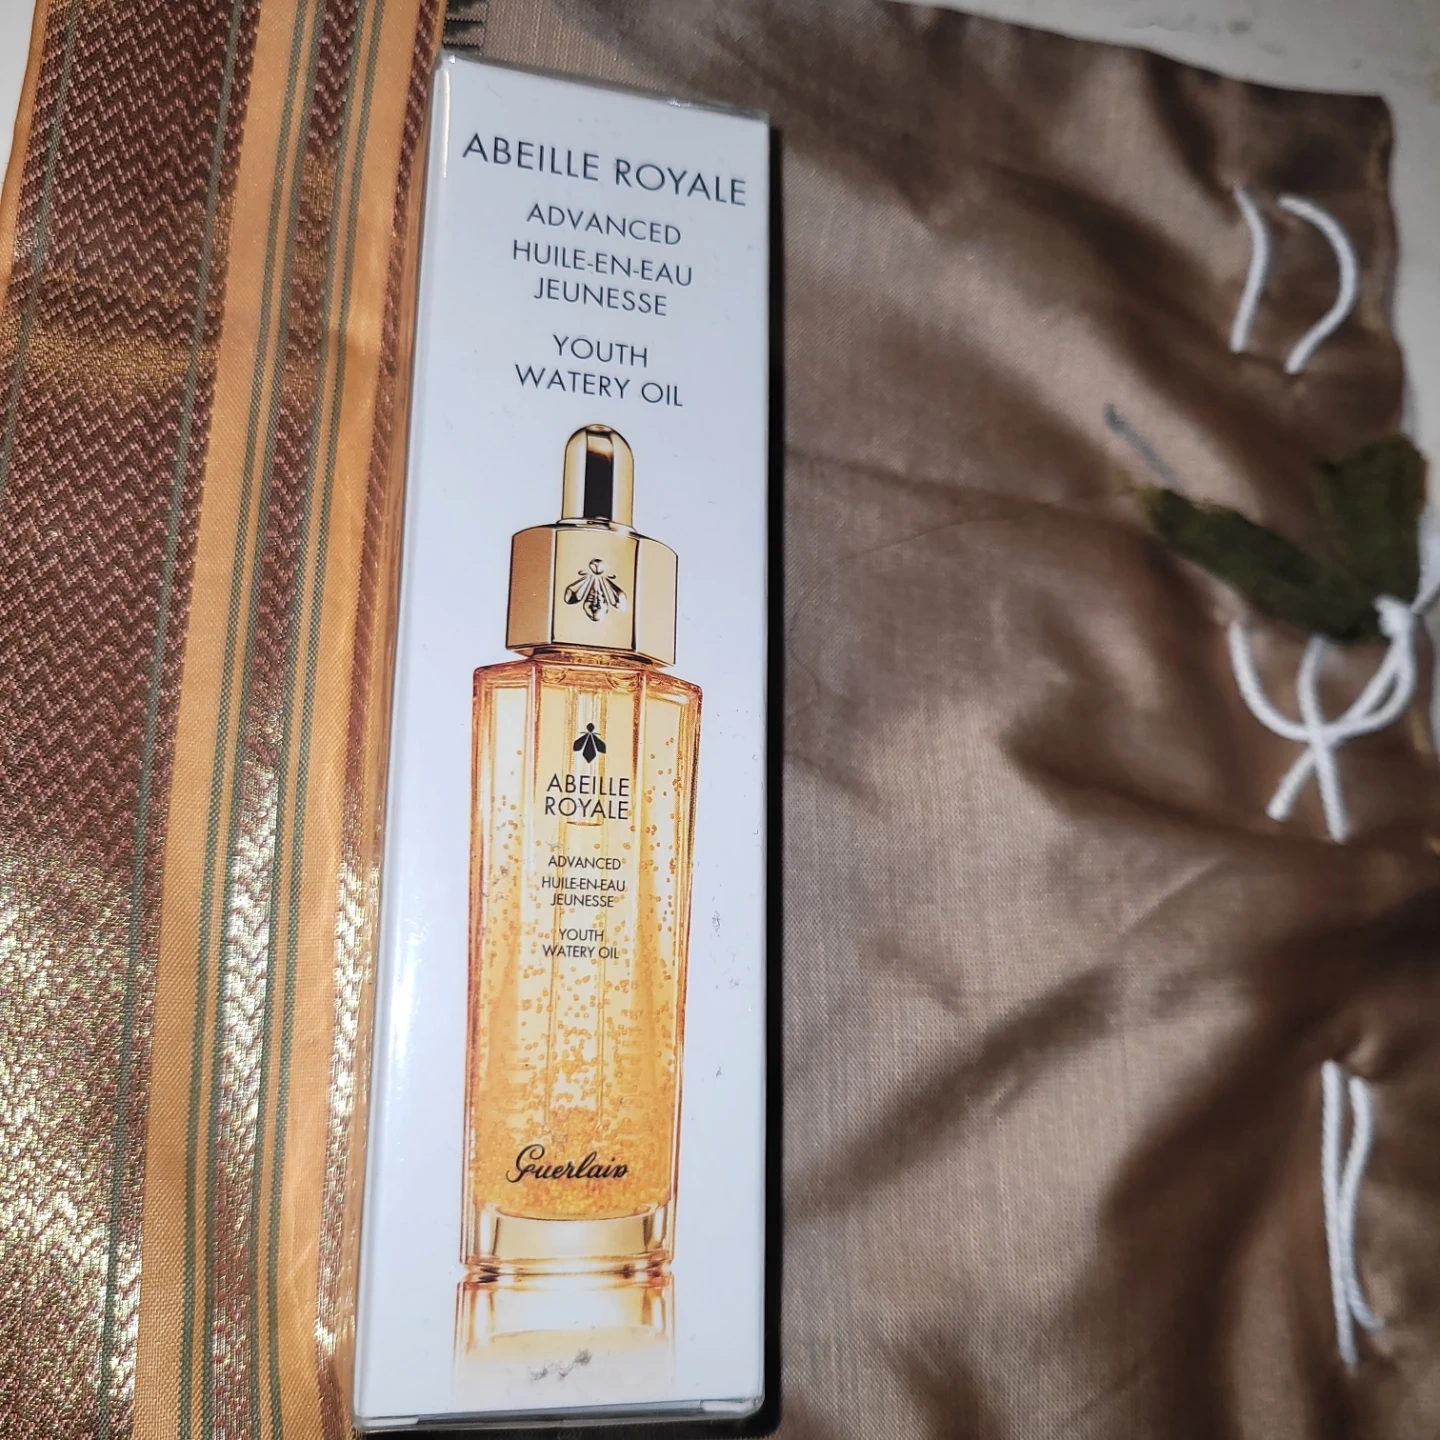 ABEILLE ROYALE
ADVANCED
HUILE-EN-EAU
JEUNESSE
YOUTH
WATERY OIL
ABEILLE
ROYALE
ADVANCED
HUILE-EN-EAU
JEUNESSE
YOUTH
WATERY OIL
Guerlain